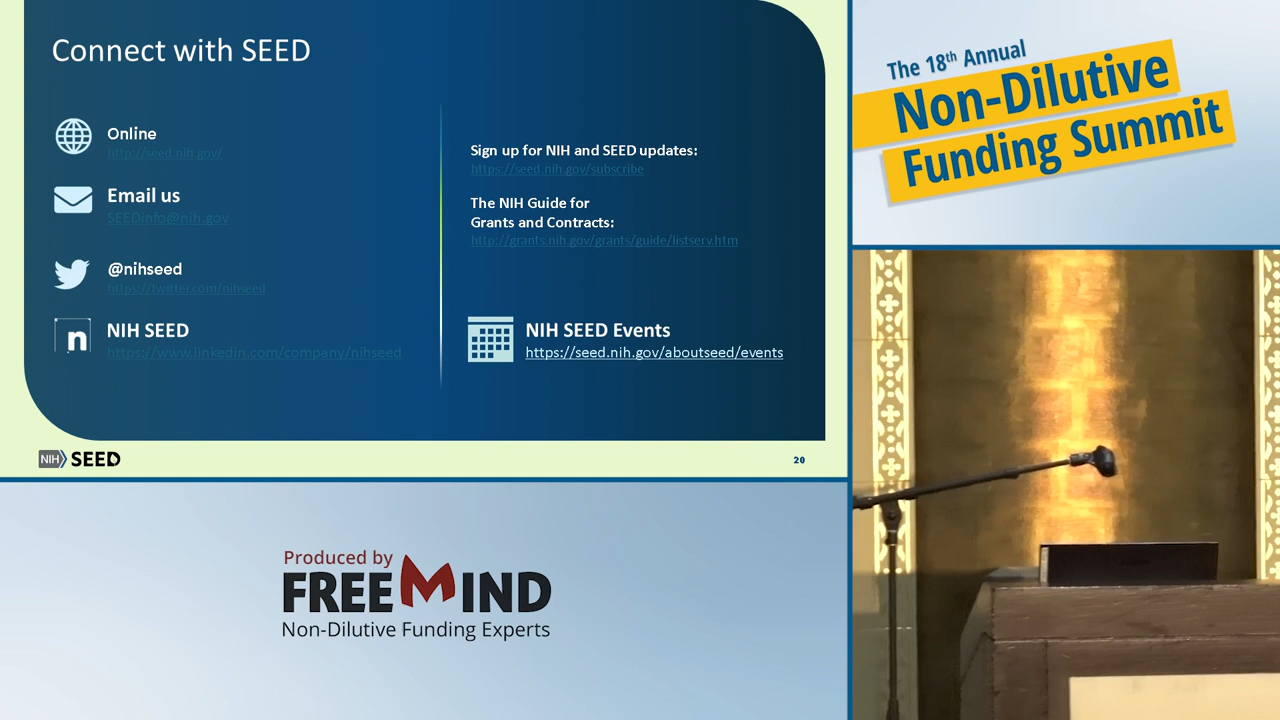 Connect with SEED
Online
http://seed.nih.gov/
Email us
SEEDinfo@nih.gov
@nihseed
https://twitter.com/nihseed
n
NIH SEED
https://www.linkedin.com/company/nihseed
Sign up for NIH and SEED updates:
https://seed.nih.gov/subscribe
The NIH Guide for
Grants and Contracts:
http://grants.nih.gov/grants/guide/listserv.htm
NIH SEED Events
https://seed.nih.gov/aboutseed/events
NIH SEED
20
The 18th Annual
Non-Dilutive
Funding Summit
Produced by
FREEMIND
Non-Dilutive Funding Experts